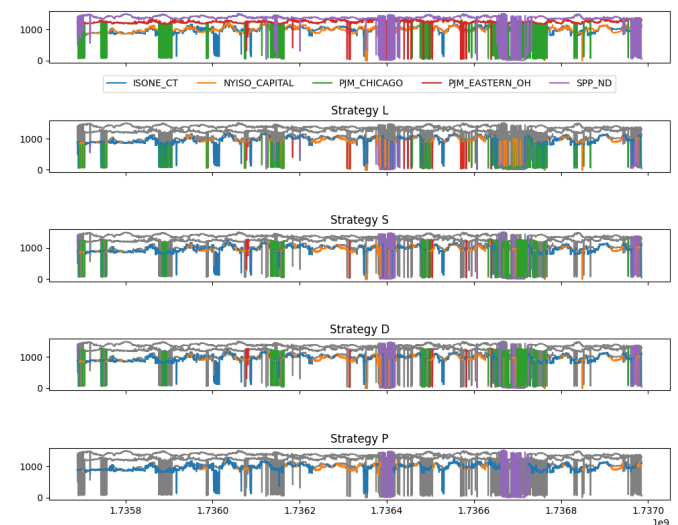 1000
0
ISONE_CT NYISO_CAPITAL PJM_CHICAGO PJM_EASTERN_OH SPP_ND
Strategy L
1000
0
Strategy S
1000
0
Strategy D
1000
0
Strategy P
1000
0
1.7358 1.7360 1.7362 1.7364 1.7366 1.7368 1.7370
1e9